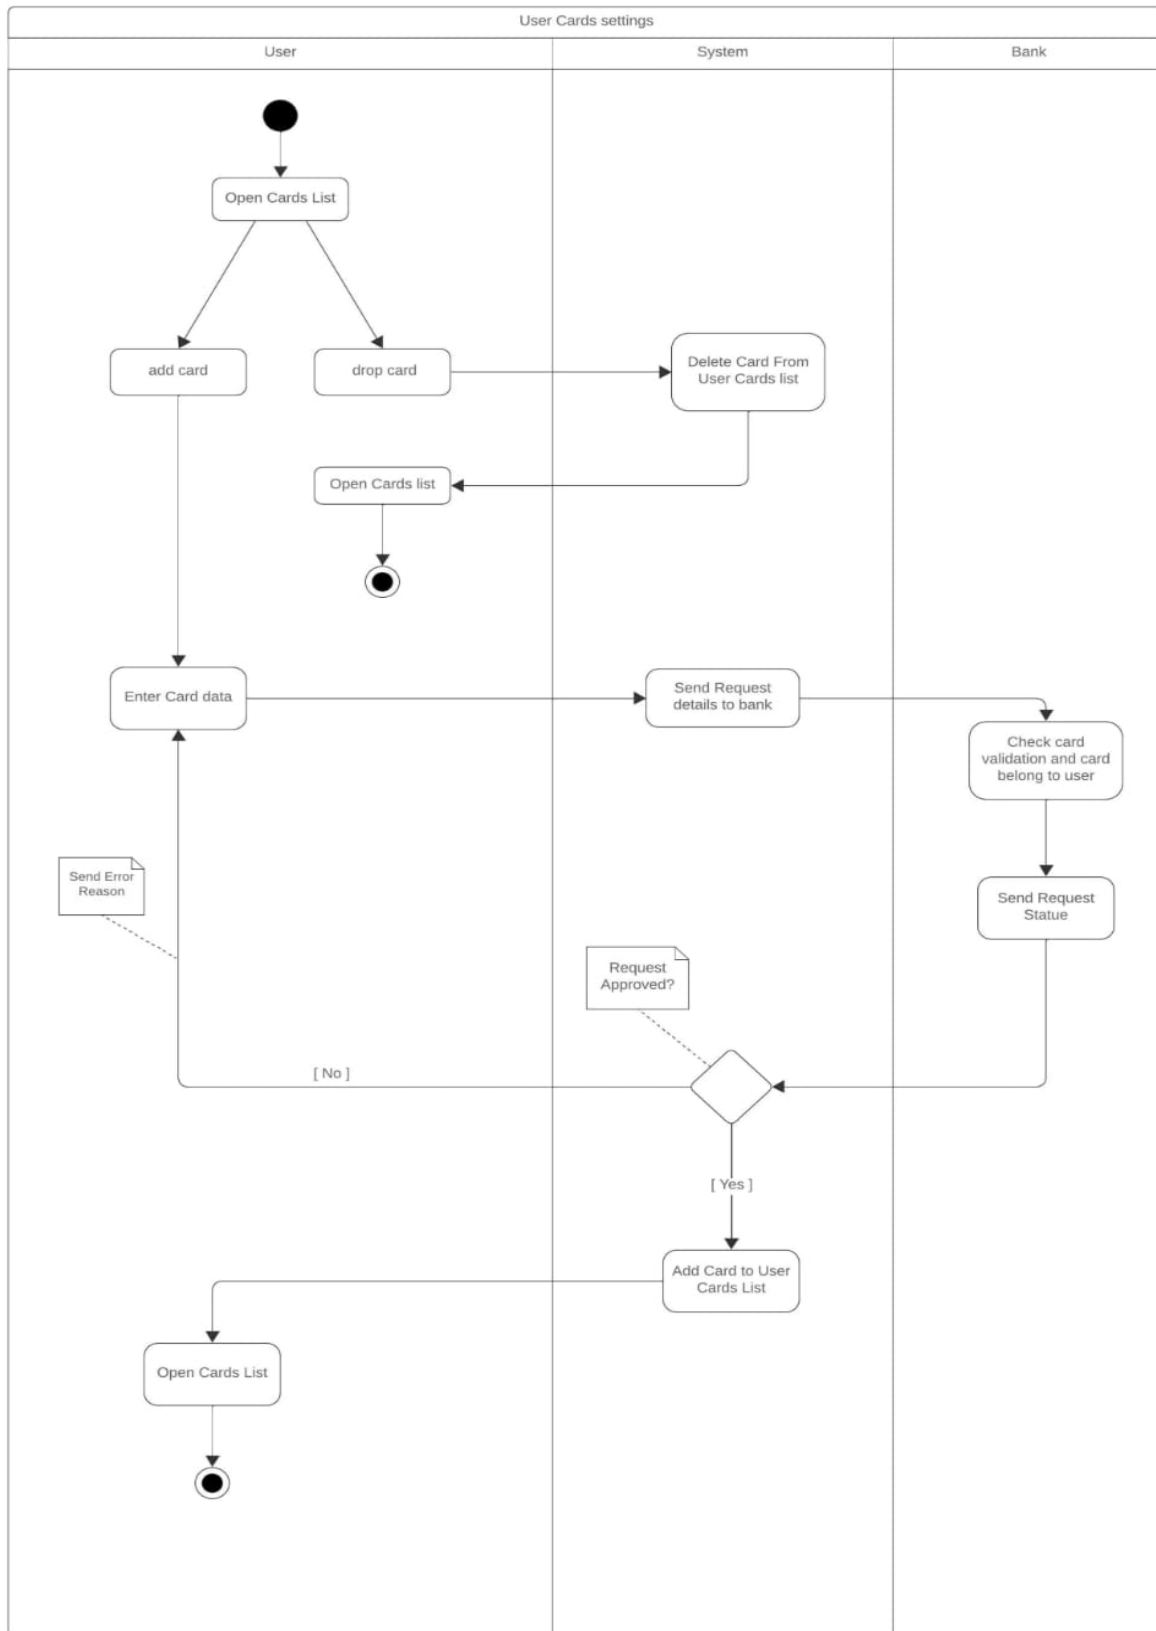 User Cards settings
User
System
Bank
Open Cards List
add card
drop card
Delete Card From
User Cards list
Open Cards list
Enter Card data
Send Request
details to bank
Check card
validation and card
belong to user
Send Error
Reason
Send Request
Statue
Request
Approved?
[ No ]
[ Yes ]
Add Card to User
Cards List
Open Cards List